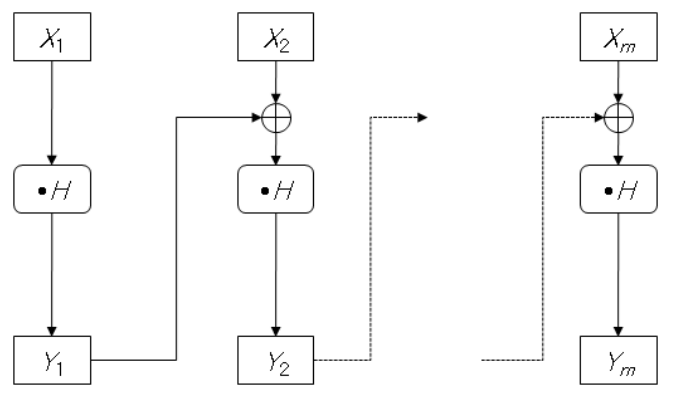 X₁ X₂ Xₘ
•H •H •H
Y₁ Y₂ Yₘ